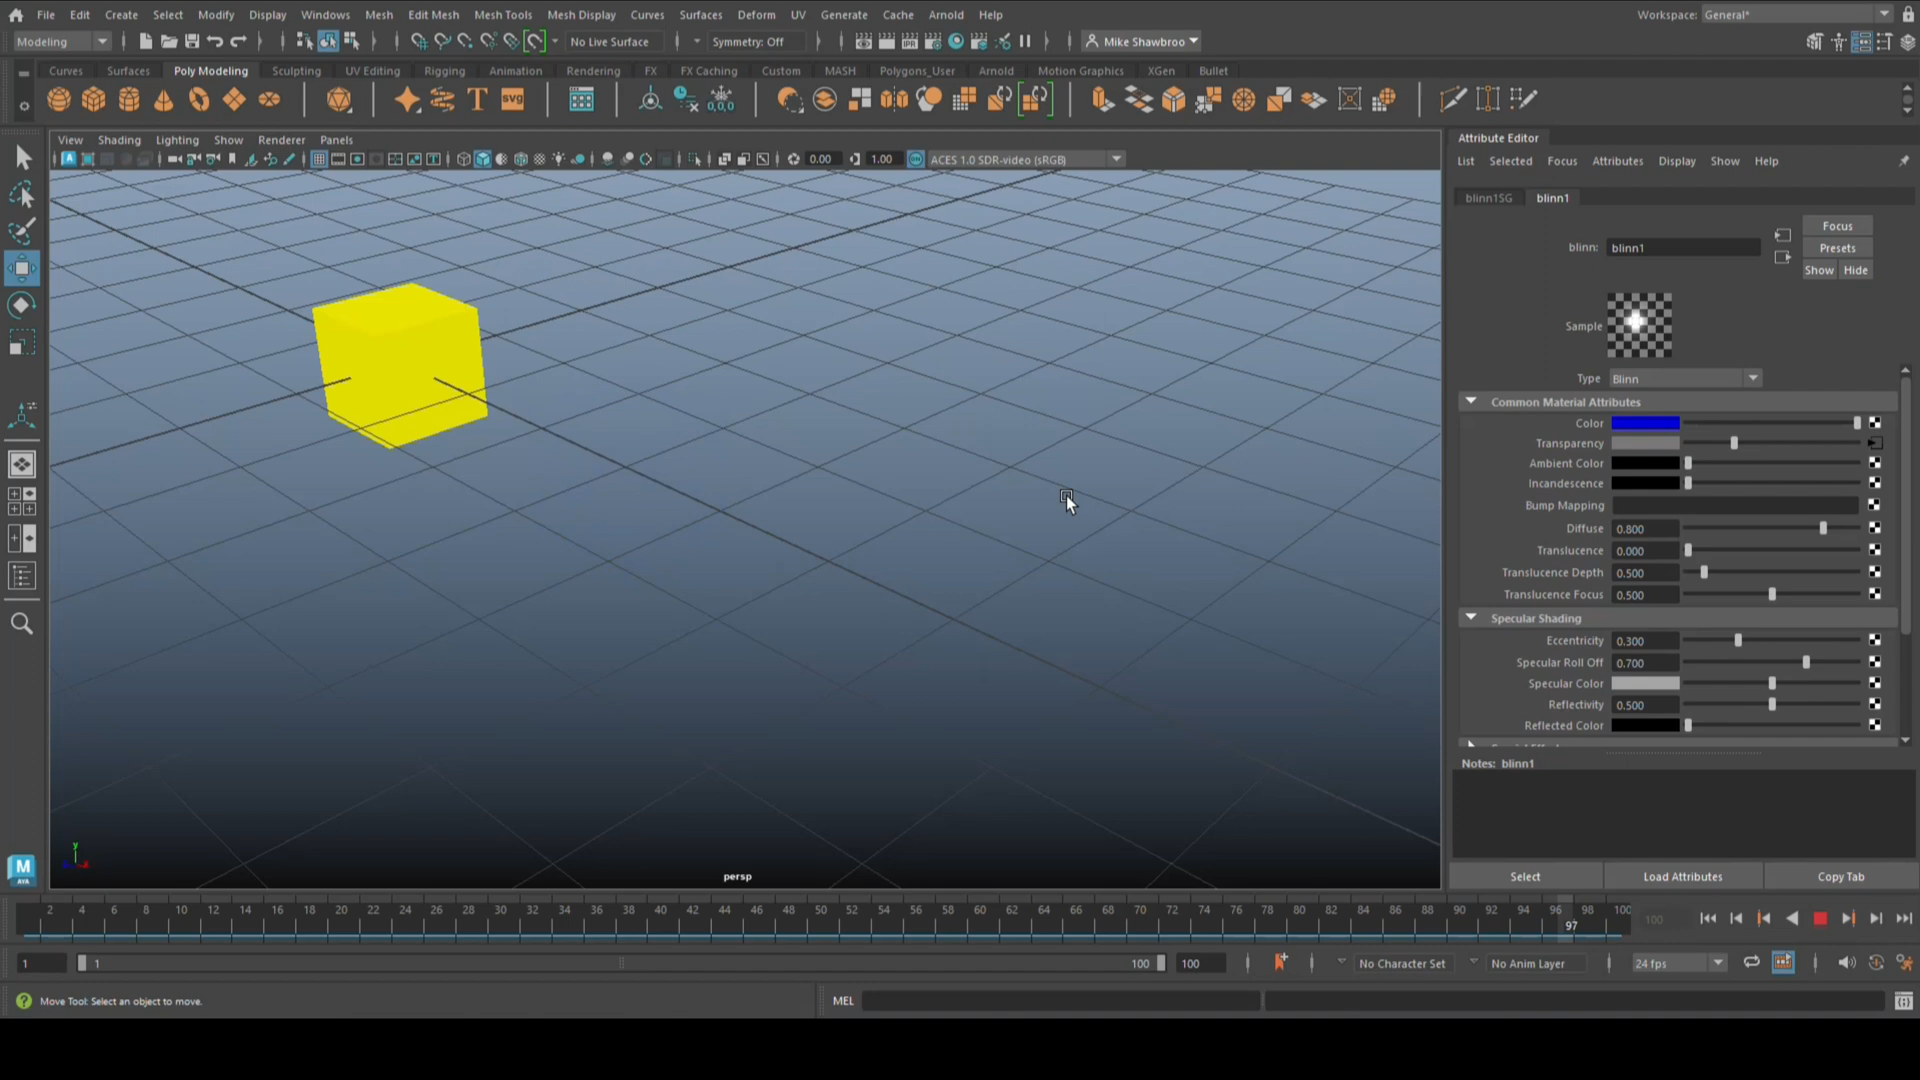 File Edit Create Select Modify Display Windows Mesh Edit Mesh Mesh Tools Mesh Display Curves Surfaces Deform UV Generate Cache Arnold Help Workspace: General*
Modeling No Live Surface Symmetry: Off Mike Shawbroo
Curves Surfaces Poly Modeling Sculpting UV Editing Rigging Animation Rendering FX FX Caching Custom MASH Polygons_User Arnold Motion Graphics XGen Bullet
View Shading Lighting Show Renderer Panels
0.00 1.00 ACES 1.0 SDR-video (sRGB)
persp
Attribute Editor
List Selected Focus Attributes Display Show Help
blinn1SG blinn1
Focus
blinn: blinn1 Presets
Show Hide
Sample
Type Blinn
Common Material Attributes
Color
Transparency
Ambient Color
Incandescence
Bump Mapping
Diffuse 0.800
Translucence 0.000
Translucence Depth 0.500
Translucence Focus 0.500
Specular Shading
Eccentricity 0.300
Specular Roll Off 0.700
Specular Color
Reflectivity 0.500
Reflected Color
Notes: blinn1
Select Load Attributes Copy Tab
2 4 6 8 10 12 14 16 18 20 22 24 26 28 30 32 34 36 38 40 42 44 46 48 50 52 54 56 58 60 62 64 66 68 70 72 74 76 78 80 82 84 86 88 90 92 94 96 98 100
97
100
1 1 100 100 No Character Set No Anim Layer 24 fps
Move Tool: Select an object to move. MEL